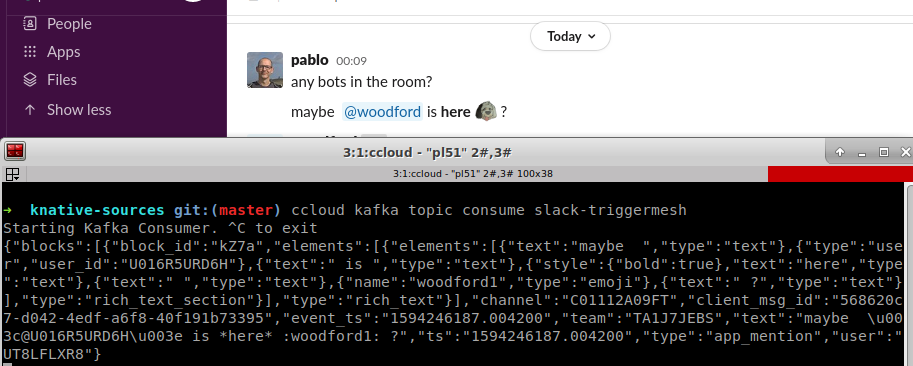 People
Apps
Files
Show less
Today
pablo 00:09
any bots in the room?
maybe @woodford is here ?
3:1:ccloud - "pl51" 2#,3#
3:1:ccloud - "pl51" 2#,3# 100x38
→ knative-sources git:(master) ccloud kafka topic consume slack-triggermesh
Starting Kafka Consumer. ^C to exit
{"blocks":[{"block_id":"kZ7a","elements":[{"elements":[{"text":"maybe  ","type":"text"},{"type":"use
r","user_id":"U016R5URD6H"},{"text":" is ","type":"text"},{"style":{"bold":true},"text":"here","type
":"text"},{"text":" ","type":"text"},{"name":"woodford1","type":"emoji"},{"text":" ?","type":"text"}
],"type":"rich_text_section"}],"type":"rich_text"}],"channel":"C01112A09FT","client_msg_id":"568620c
7-d042-4edf-a6f8-40f191b73395","event_ts":"1594246187.004200","team":"TA1J7JEBS","text":"maybe  \u00
3c@U016R5URD6H\u003e is *here* :woodford1: ?","ts":"1594246187.004200","type":"app_mention","user":"
UT8LFLXR8"}